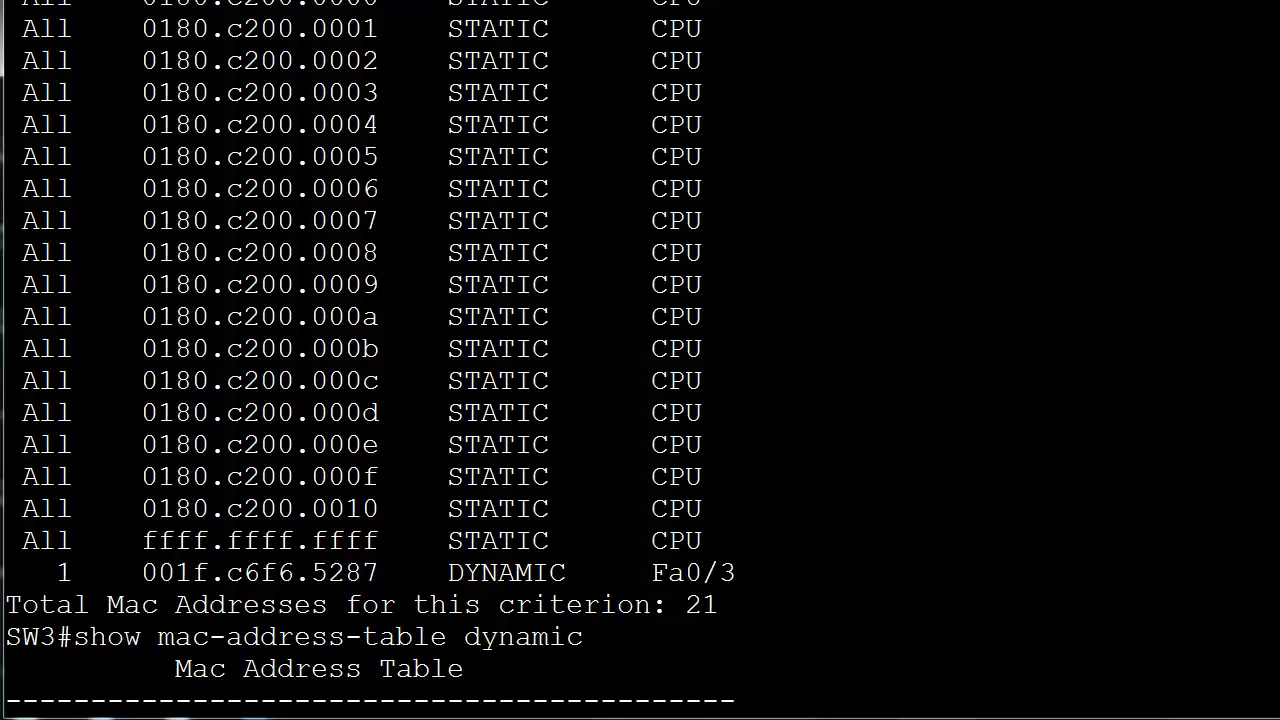 All 0180.c200.0000 STATIC CPU
All 0180.c200.0001 STATIC CPU
All 0180.c200.0002 STATIC CPU
All 0180.c200.0003 STATIC CPU
All 0180.c200.0004 STATIC CPU
All 0180.c200.0005 STATIC CPU
All 0180.c200.0006 STATIC CPU
All 0180.c200.0007 STATIC CPU
All 0180.c200.0008 STATIC CPU
All 0180.c200.0009 STATIC CPU
All 0180.c200.000a STATIC CPU
All 0180.c200.000b STATIC CPU
All 0180.c200.000c STATIC CPU
All 0180.c200.000d STATIC CPU
All 0180.c200.000e STATIC CPU
All 0180.c200.000f STATIC CPU
All 0180.c200.0010 STATIC CPU
All ffff.ffff.ffff STATIC CPU
1 001f.c6f6.5287 DYNAMIC Fa0/3
Total Mac Addresses for this criterion: 21
SW3#show mac-address-table dynamic
Mac Address Table
-------------------------------------------